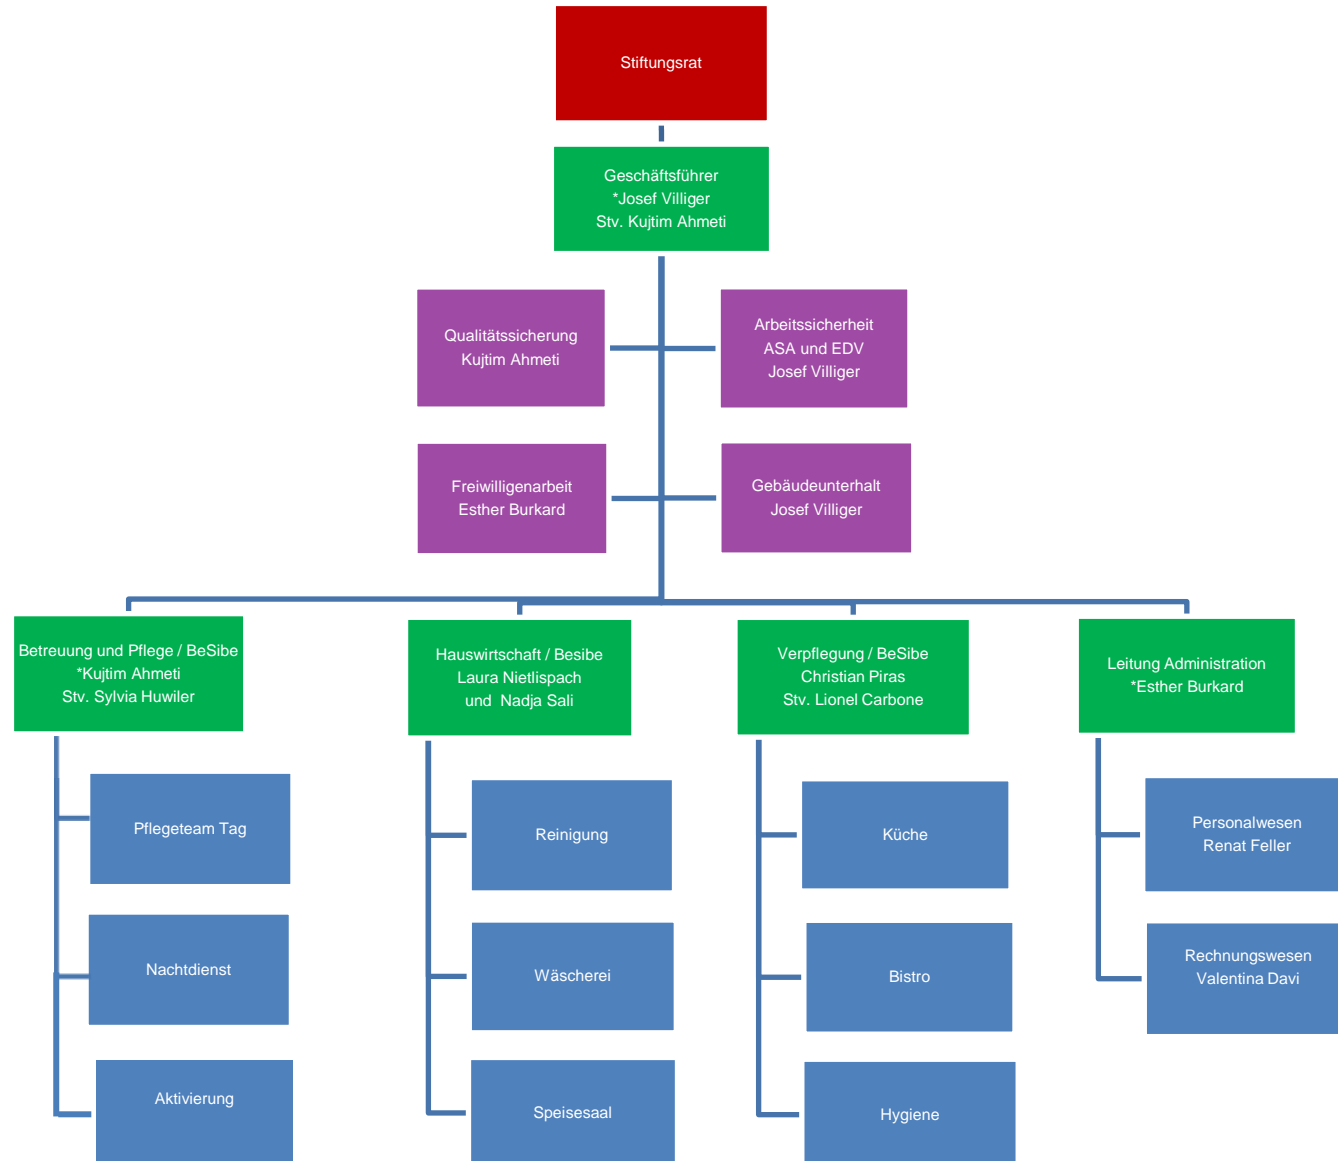 Stiftungsrat
Geschäftsführer
*Josef Villiger
Stv. Kujtim Ahmeti
Qualitätssicherung
Kujtim Ahmeti
Arbeitssicherheit
ASA und EDV
Josef Villiger
Freiwilligenarbeit
Esther Burkard
Gebäudeunterhalt
Josef Villiger
Betreuung und Pflege / BeSibe
*Kujtim Ahmeti
Stv. Sylvia Huwiler
Hauswirtschaft / Besibe
Laura Nietlispach
und Nadja Sali
Verpflegung / BeSibe
Christian Piras
Stv. Lionel Carbone
Leitung Administration
*Esther Burkard
Pflegeteam Tag
Reinigung
Küche
Personalwesen
Renat Feller
Nachtdienst
Wäscherei
Bistro
Rechnungswesen
Valentina Davi
Aktivierung
Speisesaal
Hygiene